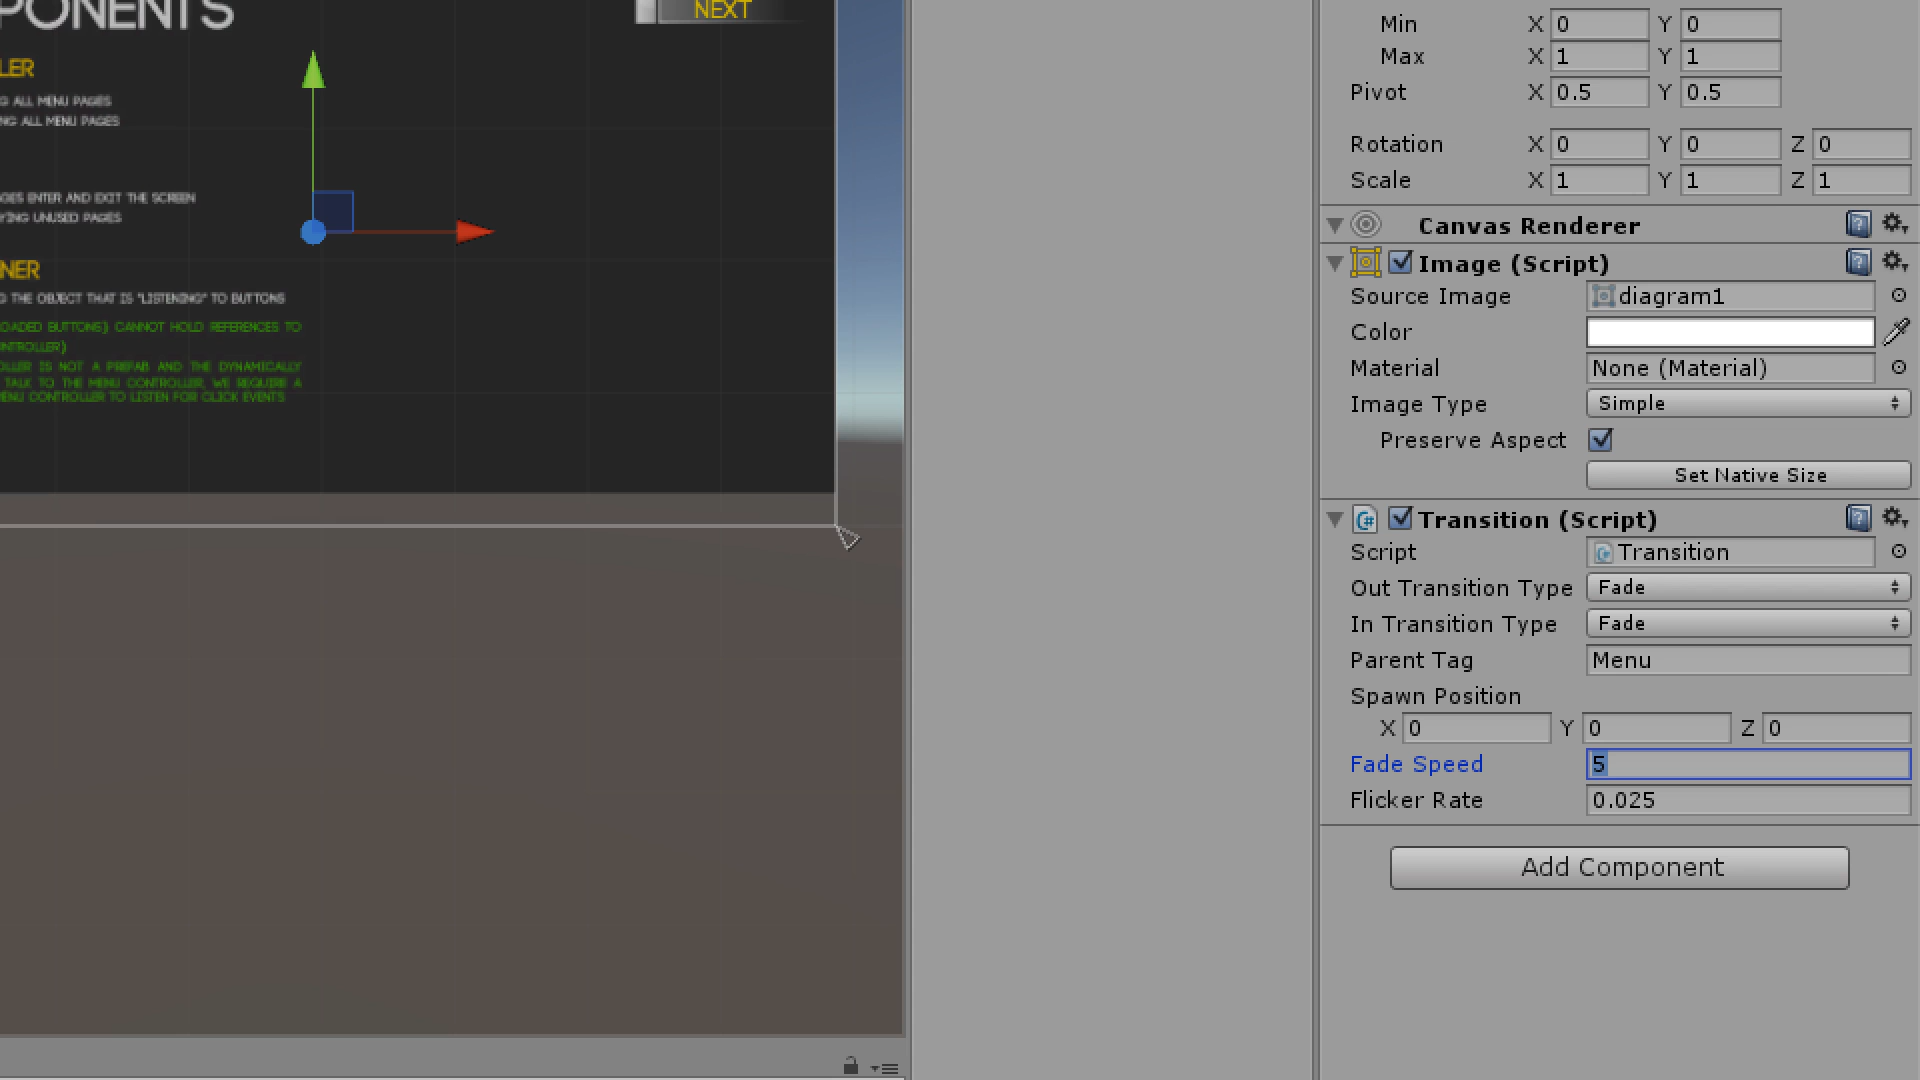 PONENTS
NEXT
LER
G ALL MENU PAGES
NG ALL MENU PAGES
GES ENTER AND EXIT THE SCREEN
YING UNUSED PAGES
NER
G THE OBJECT THAT IS "LISTENING" TO BUTTONS
OADED BUTTONS) CANNOT HOLD REFERENCES TO
ONTROLLER)
OLLER IS NOT A PREFAB AND THE DYNAMICALLY
TALK TO THE MENU CONTROLLER, WE REQUIRE A
ENU CONTROLLER TO LISTEN FOR CLICK EVENTS
Min X 0 Y 0
Max X 1 Y 1
Pivot X 0.5 Y 0.5
Rotation X 0 Y 0 Z 0
Scale X 1 Y 1 Z 1
Canvas Renderer
Image (Script)
Source Image diagram1
Color
Material None (Material)
Image Type Simple
Preserve Aspect
Set Native Size
C# Transition (Script)
Script Transition
Out Transition Type Fade
In Transition Type Fade
Parent Tag Menu
Spawn Position
X 0 Y 0 Z 0
Fade Speed 5
Flicker Rate 0.025
Add Component